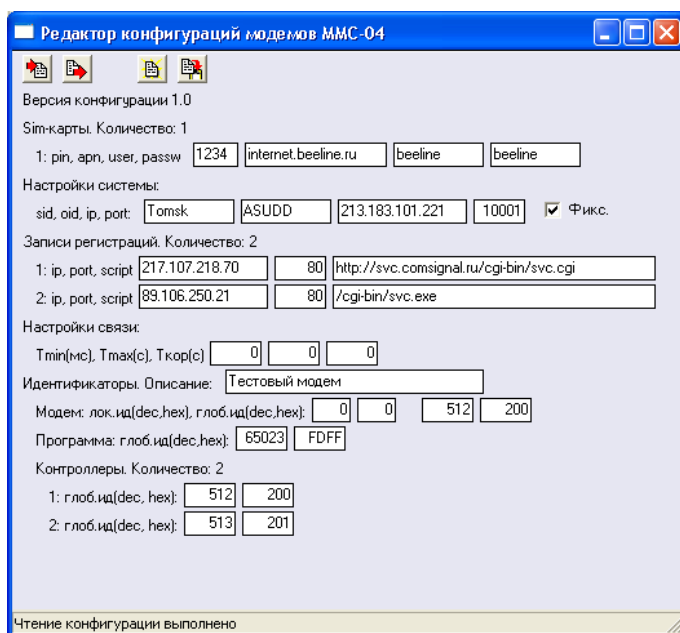 Редактор конфигураций модемов ММС-04
Версия конфигурации 1.0
Sim-карты. Количество: 1
1: pin, apn, user, passw 1234 internet.beeline.ru beeline beeline
Настройки системы:
sid, oid, ip, port: Tomsk ASUDD 213.183.101.221 10001 Фикс.
Записи регистраций. Количество: 2
1: ip, port, script 217.107.218.70 80 http://svc.comsignal.ru/cgi-bin/svc.cgi
2: ip, port, script 89.106.250.21 80 /cgi-bin/svc.exe
Настройки связи:
Tmin(мс), Tmax(с), Ткор(с) 0 0 0
Идентификаторы. Описание: Тестовый модем
Модем: лок.ид(dec,hex), глоб.ид(dec,hex): 0 0 512 200
Программа: глоб.ид(dec,hex): 65023 FDFF
Контроллеры. Количество: 2
1: глоб.ид(dec, hex): 512 200
2: глоб.ид(dec, hex): 513 201
Чтение конфигурации выполнено